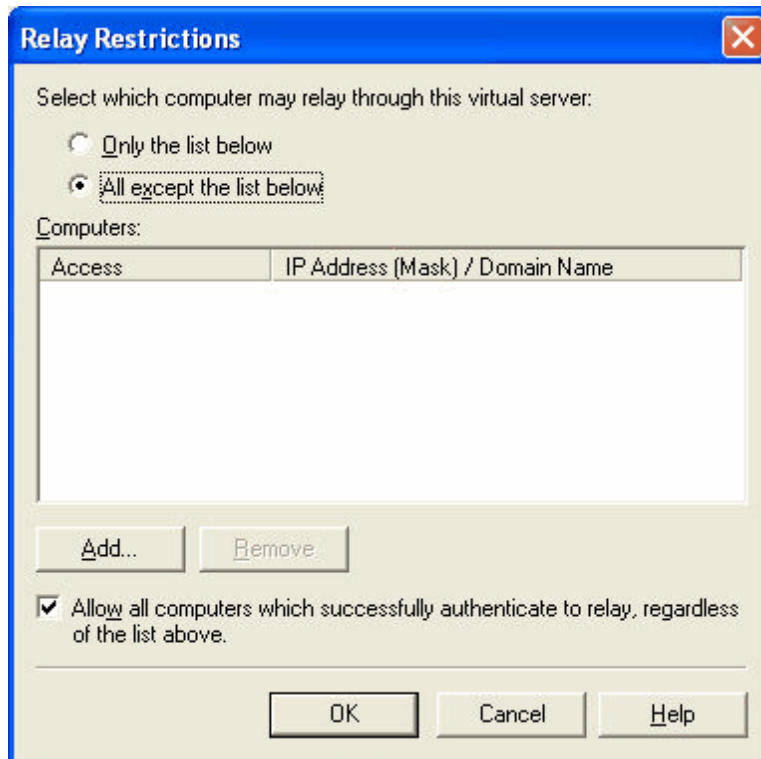 Relay Restrictions
Select which computer may relay through this virtual server:
Only the list below
All except the list below
Computers:
Access IP Address (Mask) / Domain Name
Add... Remove
Allow all computers which successfully authenticate to relay, regardless
of the list above.
OK Cancel Help